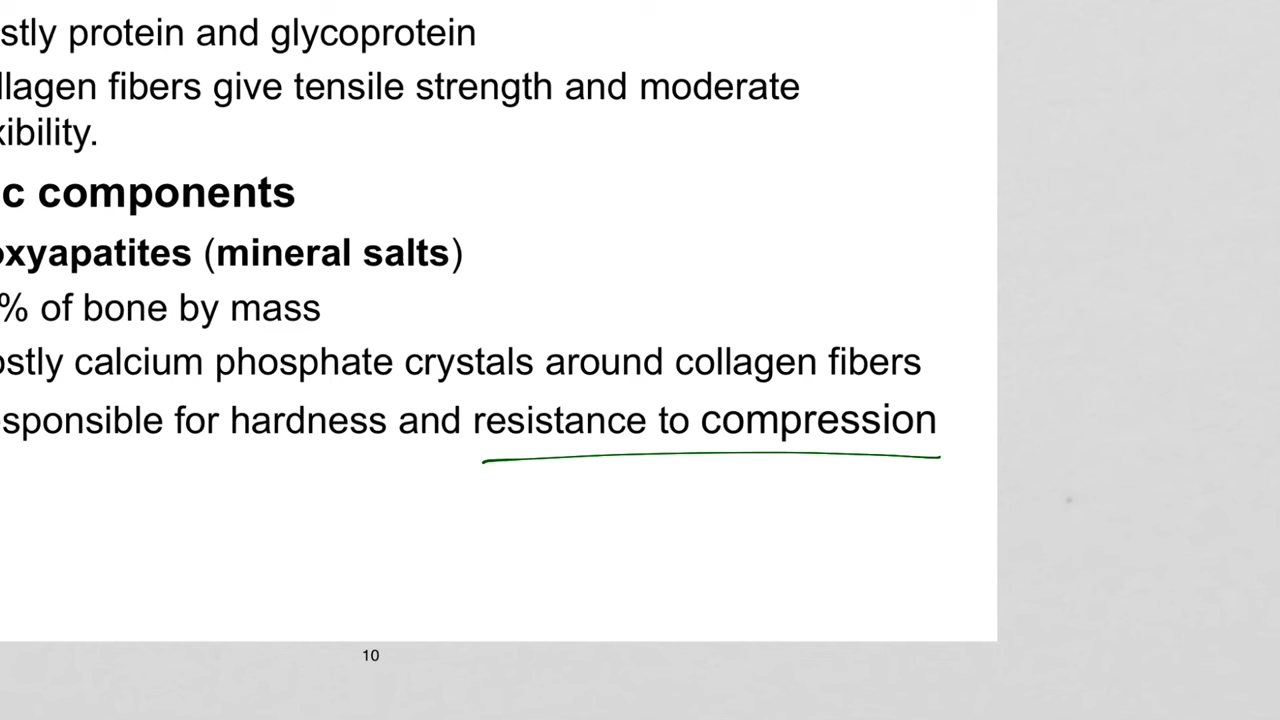 stly protein and glycoprotein
llagen fibers give tensile strength and moderate
xibility.
c components
oxyapatites (mineral salts)
% of bone by mass
ostly calcium phosphate crystals around collagen fibers
esponsible for hardness and resistance to compression
10